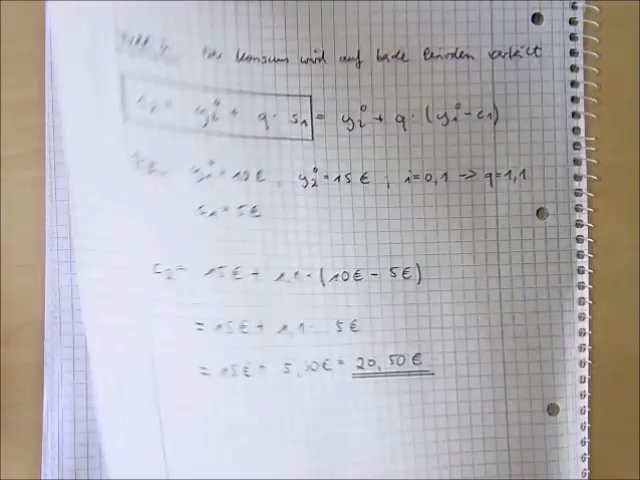 Der Konsum wird auf beide Perioden verteilt
c₂ = y₂⁰ + q · s₁ = y₂⁰ + q · (y₁⁰ - c₁)
y₁⁰ = 10 €, y₂⁰ = 15 € ; i = 0,1 → q = 1,1
c₁ = 5 €
c₂ = 15 € + 1,1 · (10 € - 5 €)
= 15 € + 1,1 · 5 €
= 15 € + 5,50 € = 20,50 €